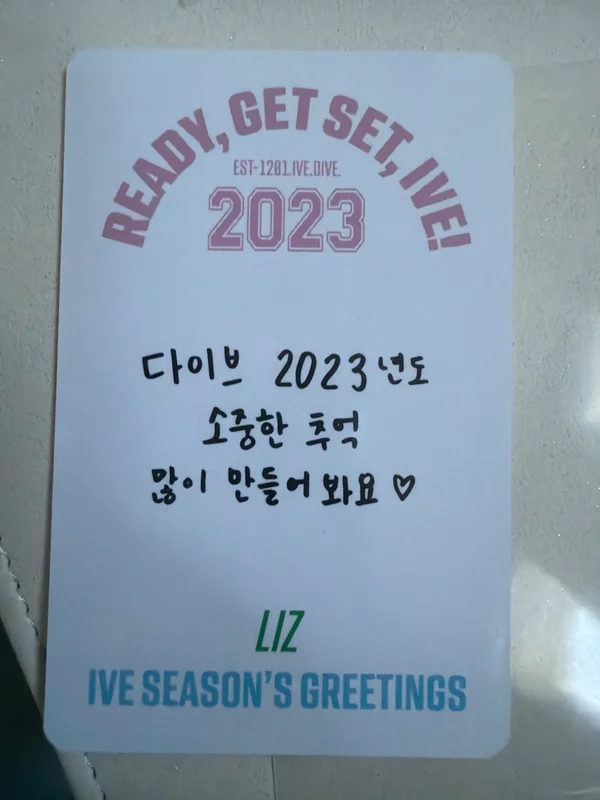 READY, GET SET, IVE!
EST-1201.IVE.DIVE.
2023
다이브 2023년도
소중한 추억
많이 만들어 봐요♡
LIZ
IVE SEASON'S GREETINGS